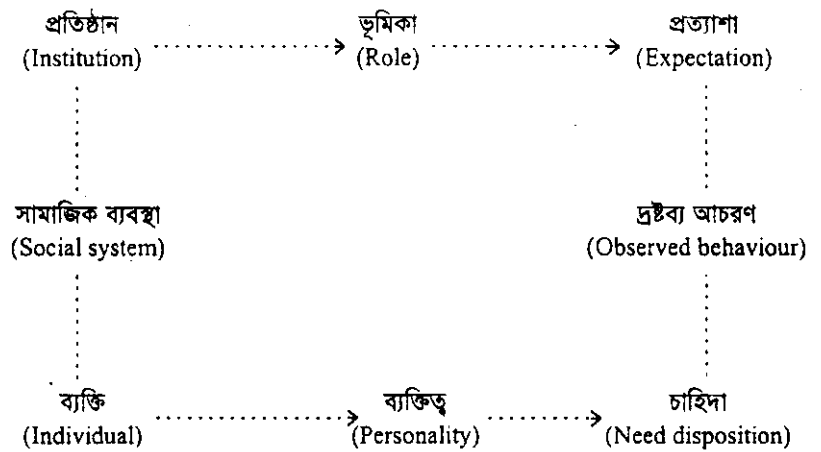 প্রতিষ্ঠান ভূমিকা প্রত্যাশা
(Institution) (Role) (Expectation)
সামাজিক ব্যবস্থা দ্রষ্টব্য আচরণ
(Social system) (Observed behaviour)
ব্যক্তি ব্যক্তিত্ব চাহিদা
(Individual) (Personality) (Need disposition)